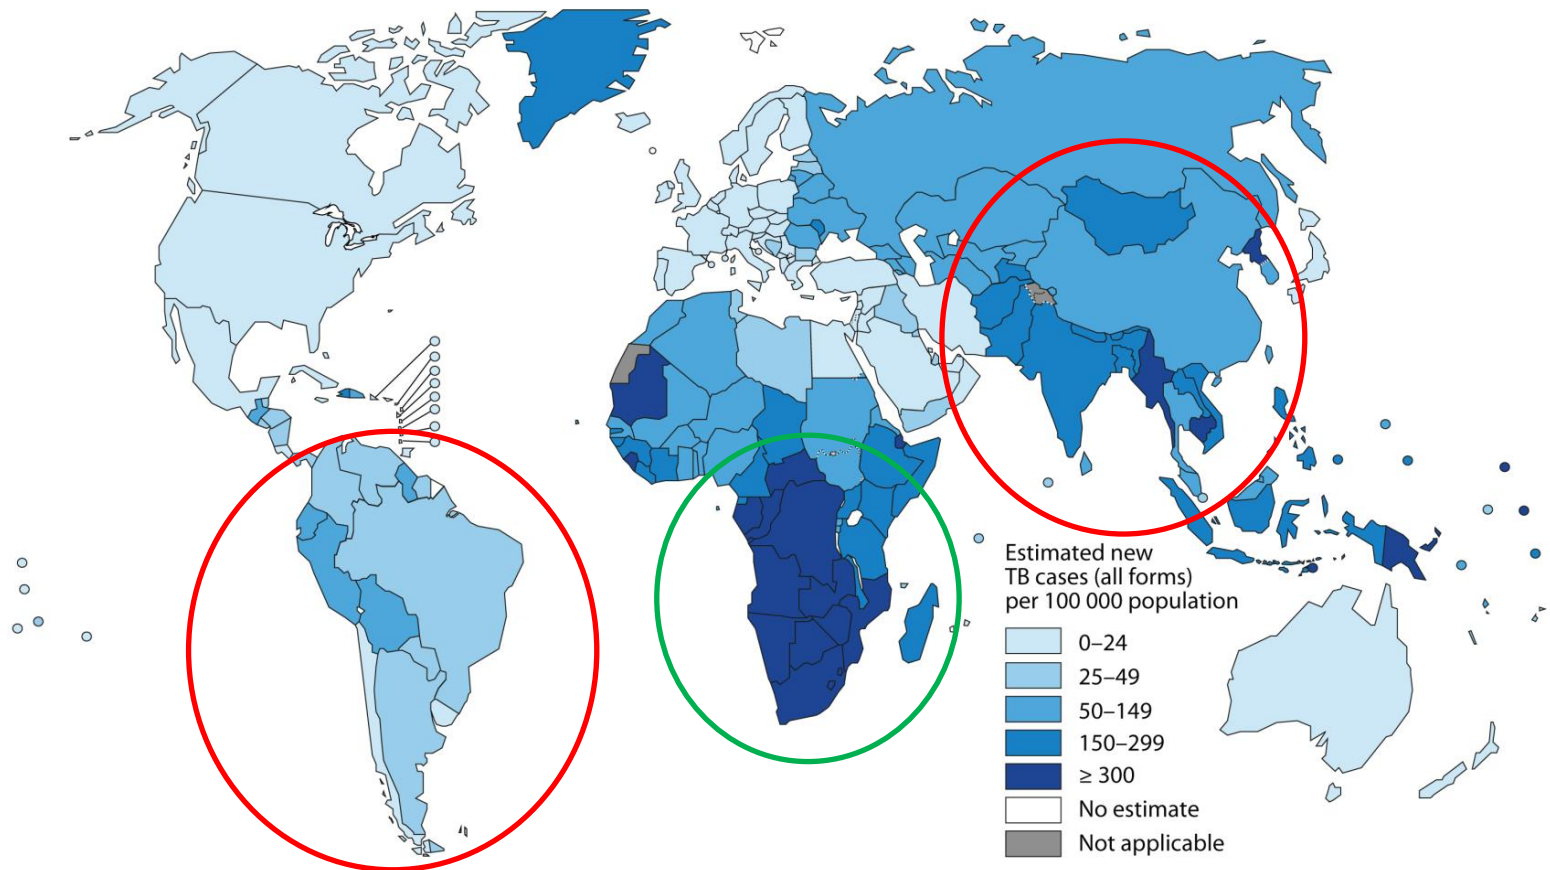 Estimated new
TB cases (all forms)
per 100 000 population
0–24
25–49
50–149
150–299
≥ 300
No estimate
Not applicable